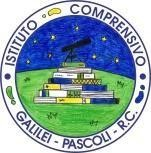 ISTITUTO COMPRENSIVO
GALILEI - PASCOLI - R.C.